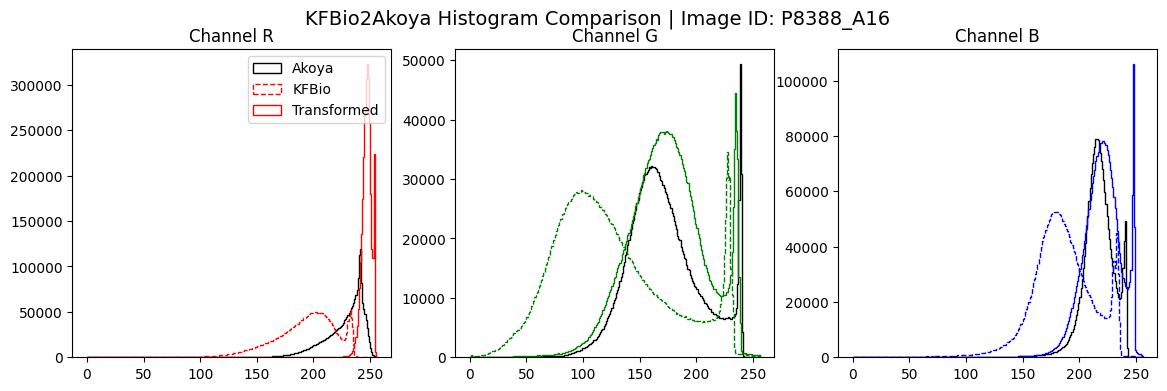 KFBio2Akoya Histogram Comparison | Image ID: P8388_A16
Channel R
300000
250000
200000
150000
100000
50000
0
0 50 100 150 200 250
Akoya
KFBio
Transformed
Channel G
50000
40000
30000
20000
10000
0
0 50 100 150 200 250
Channel B
100000
80000
60000
40000
20000
0
0 50 100 150 200 250